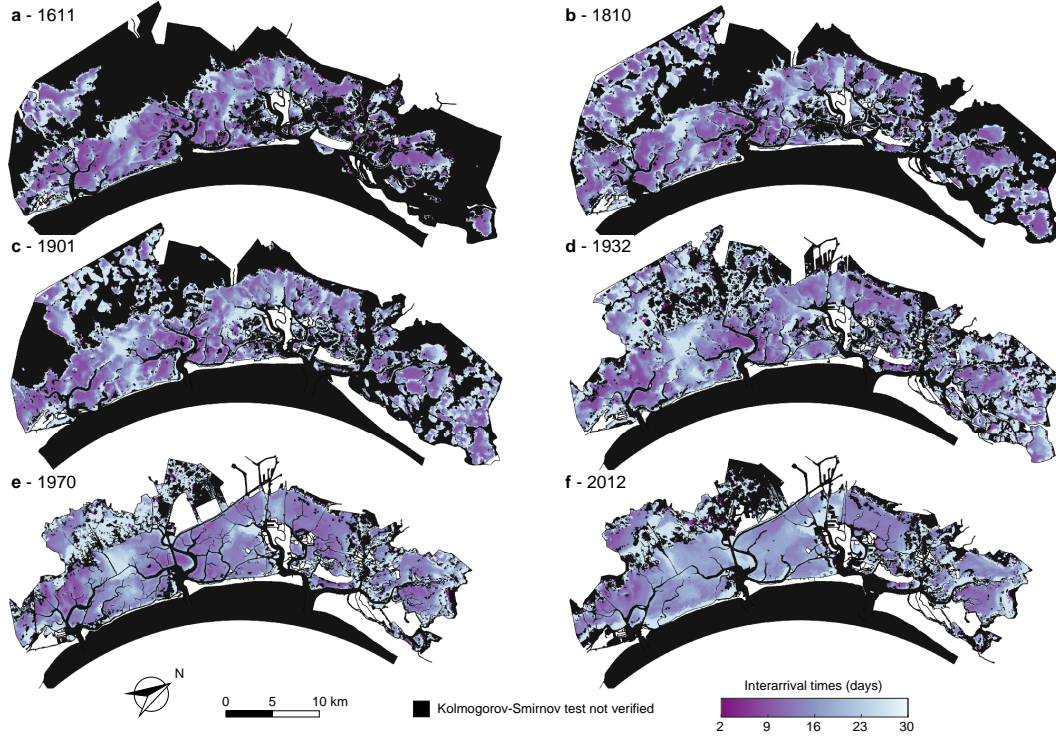 a - 1611
b - 1810
c - 1901
d - 1932
e - 1970
f - 2012
N
0 5 10 km
Kolmogorov-Smirnov test not verified
Interarrival times (days)
2 9 16 23 30